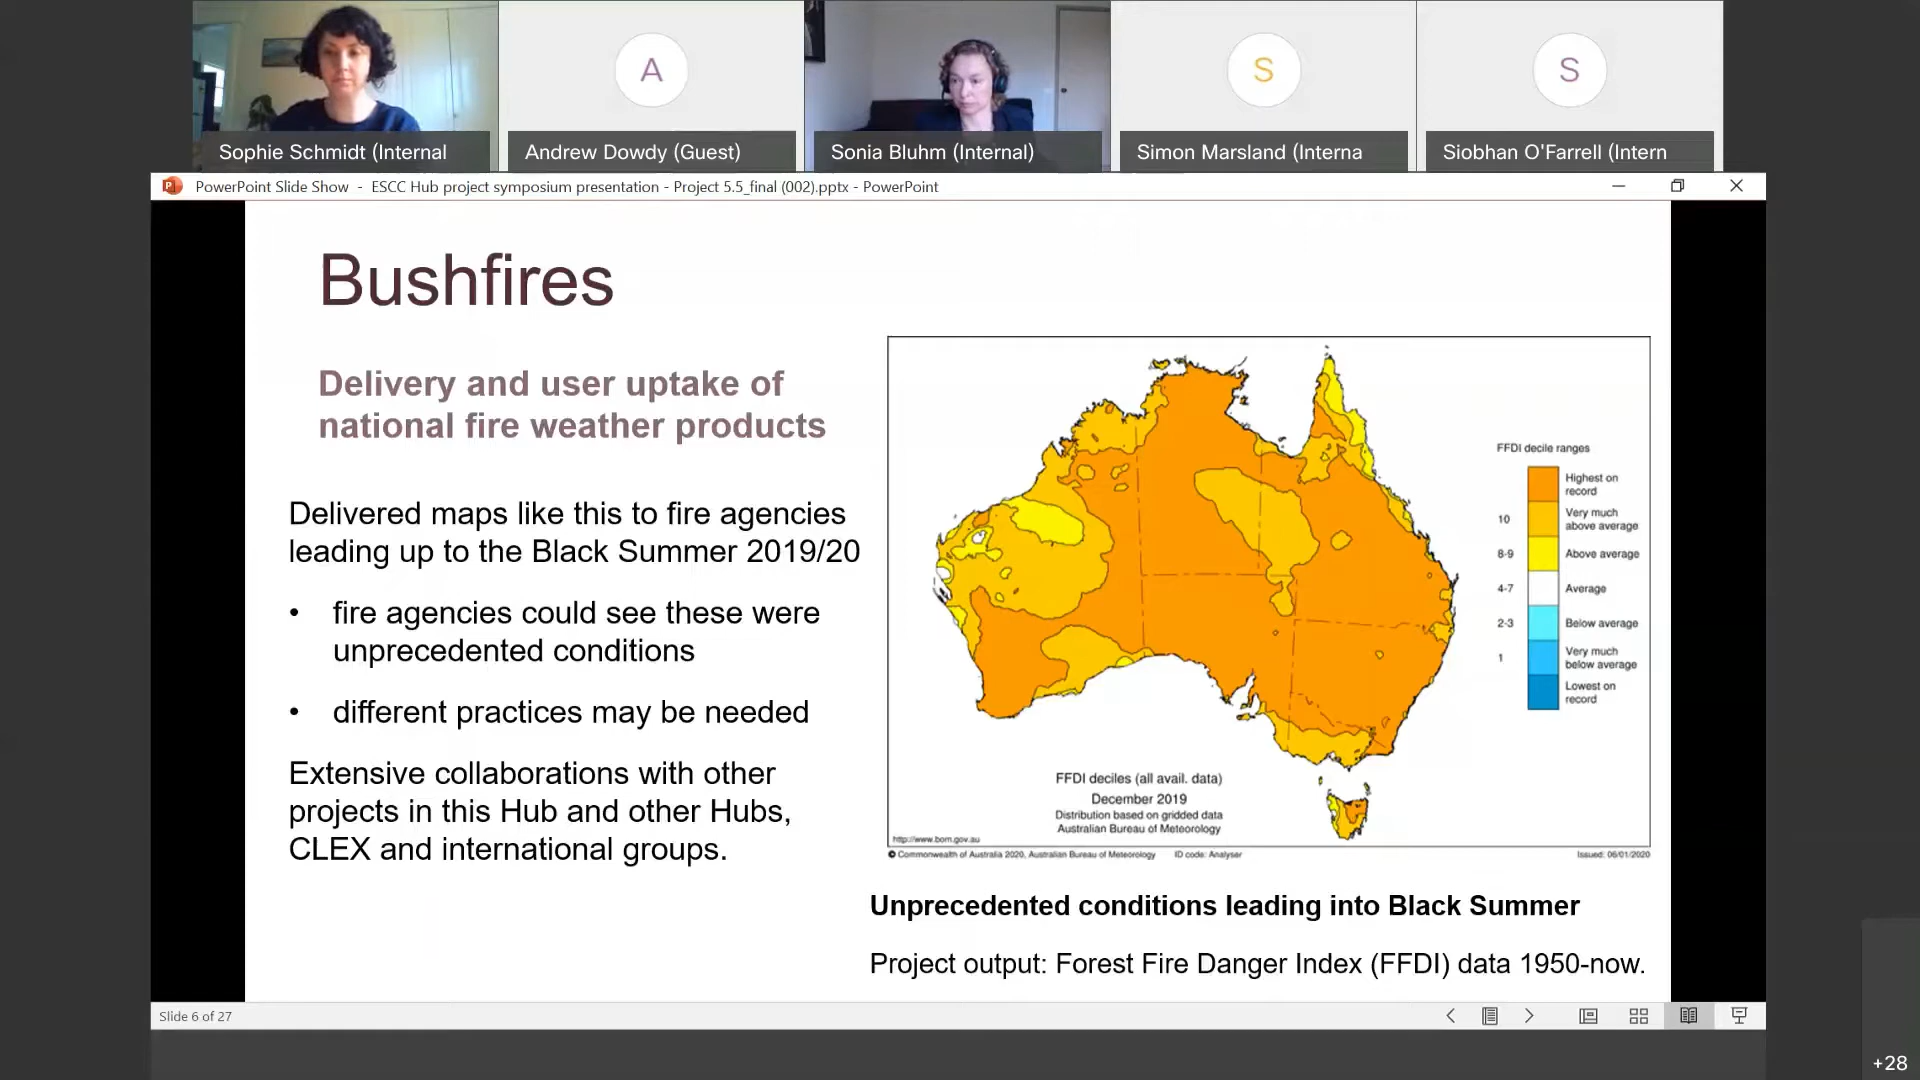 A
S
S
Sophie Schmidt (Internal
Andrew Dowdy (Guest)
Sonia Bluhm (Internal)
Simon Marsland (Interna
Siobhan O'Farrell (Intern
PowerPoint Slide Show - ESCC Hub project symposium presentation - Project 5.5_final (002).pptx - PowerPoint
Bushfires
Delivery and user uptake of
national fire weather products
Delivered maps like this to fire agencies
leading up to the Black Summer 2019/20
• fire agencies could see these were
unprecedented conditions
• different practices may be needed
Extensive collaborations with other
projects in this Hub and other Hubs,
CLEX and international groups.
FFDI decile ranges
Highest on
record
10 Very much
above average
8-9 Above average
4-7 Average
2-3 Below average
1 Very much
below average
Lowest on
record
FFDI deciles (all avail. data)
December 2019
Distribution based on gridded data
Australian Bureau of Meteorology
http://www.bom.gov.au
© Commonwealth of Australia 2020, Australian Bureau of Meteorology ID code: Analyser Issued: 06/01/2020
Unprecedented conditions leading into Black Summer
Project output: Forest Fire Danger Index (FFDI) data 1950-now.
Slide 6 of 27
+28